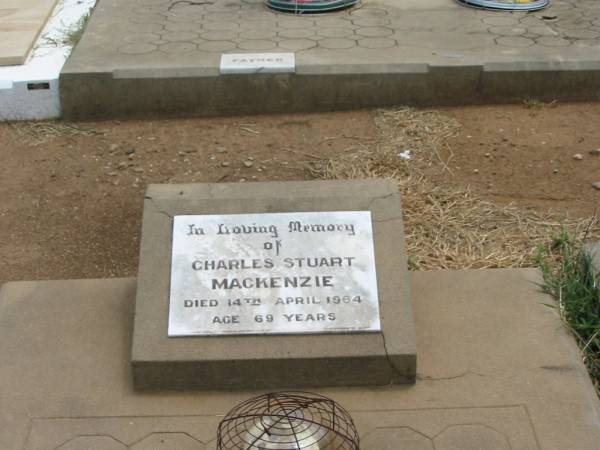 FATHER
In Loving Memory
of
CHARLES STUART
MACKENZIE
DIED 14TH APRIL 1964
AGE 69 YEARS